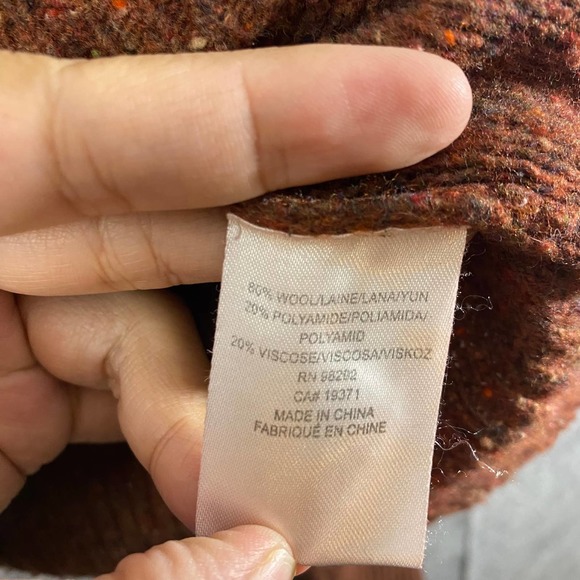 60% WOOL/LAINE/LANA/YUN
20% POLYAMIDE/POLIAMIDA/
POLYAMID
20% VISCOSE/VISCOSA/VISKOZ
RN 98202
CA# 19371
MADE IN CHINA
FABRIQUÉ EN CHINE